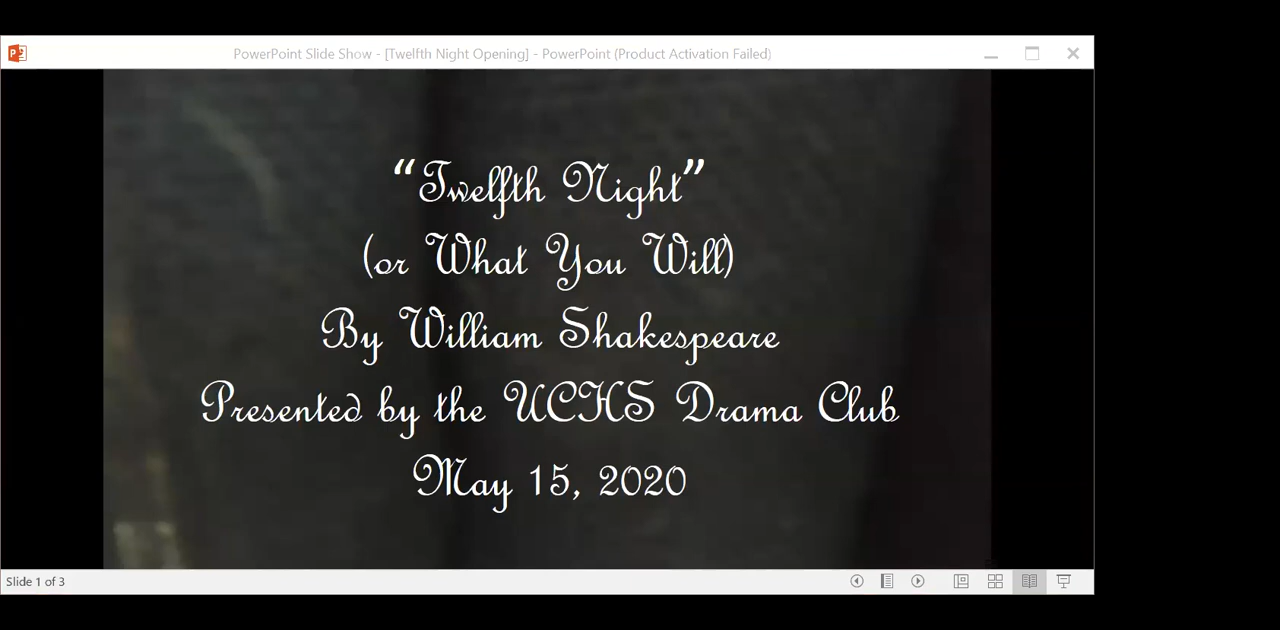 PowerPoint Slide Show - [Twelfth Night Opening] - PowerPoint (Product Activation Failed)
“Twelfth Night”
(or What You Will)
By William Shakespeare
Presented by the UCHS Drama Club
May 15, 2020
Slide 1 of 3